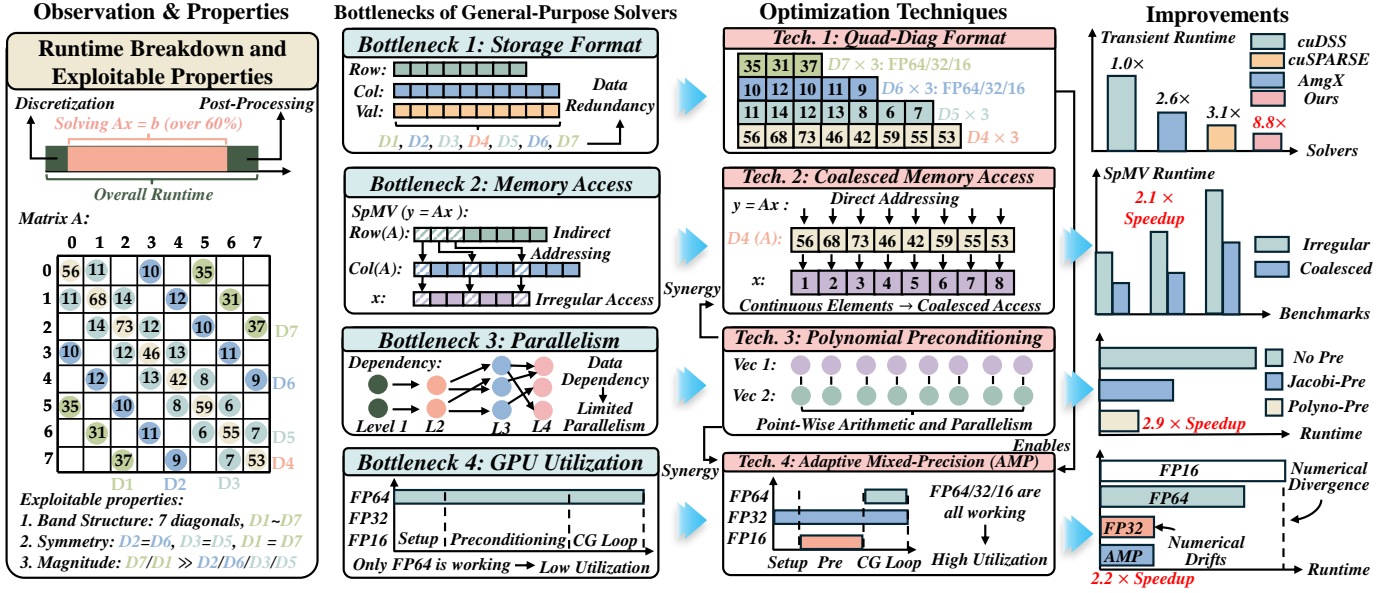 Observation & Properties
Runtime Breakdown and
Exploitable Properties
Discretization
Post-Processing
Solving Ax = b (over 60%)
Overall Runtime
Matrix A:
0 1 2 3 4 5 6 7
0 56 11 10 35
1 11 68 14 12 31
2 14 73 12 10 37 D7
3 10 12 46 13 11
4 12 13 42 8 9 D6
5 35 10 8 59 6
6 31 11 6 55 7 D5
7 37 9 7 53 D4
D1 D2 D3
Exploitable properties:
1. Band Structure: 7 diagonals, D1~D7
2. Symmetry: D2=D6, D3=D5, D1 = D7
3. Magnitude: D7/D1 ≫ D2/D6/D3/D5
Bottlenecks of General-Purpose Solvers
Bottleneck 1: Storage Format
Row:
Col:
Val:
Data
Redundancy
D1, D2, D3, D4, D5, D6, D7
Bottleneck 2: Memory Access
SpMV (y = Ax ):
Row(A):
Indirect
Addressing
Col(A):
x:
Irregular Access
Bottleneck 3: Parallelism
Dependency:
Data
Dependency
Limited
Parallelism
Level 1 L2 L3 L4
Bottleneck 4: GPU Utilization
FP64
FP32
FP16
Setup Preconditioning CG Loop
Only FP64 is working → Low Utilization
Optimization Techniques
Tech. 1: Quad-Diag Format
35 31 37 D7 × 3: FP64/32/16
10 12 10 11 9 D6 × 3: FP64/32/16
11 14 12 13 8 6 7 D5 × 3
56 68 73 46 42 59 55 53 D4 × 3
Tech. 2: Coalesced Memory Access
y = Ax : Direct Addressing
D4 (A): 56 68 73 46 42 59 55 53
x: 1 2 3 4 5 6 7 8
Continuous Elements → Coalesced Access
Synergy
Tech. 3: Polynomial Preconditioning
Vec 1:
Vec 2:
Point-Wise Arithmetic and Parallelism
Enables
Synergy
Tech. 4: Adaptive Mixed-Precision (AMP)
FP64
FP32
FP16
FP64/32/16 are
all working
High Utilization
Setup Pre CG Loop
Improvements
Transient Runtime
1.0×
2.6×
3.1×
8.8×
cuDSS
cuSPARSE
AmgX
Ours
Solvers
SpMV Runtime
2.1 ×
Speedup
Irregular
Coalesced
Benchmarks
No Pre
Jacobi-Pre
Polyno-Pre
2.9 × Speedup
Runtime
FP16
FP64
FP32
AMP
Numerical
Divergence
Numerical
Drifts
2.2 × Speedup
Runtime